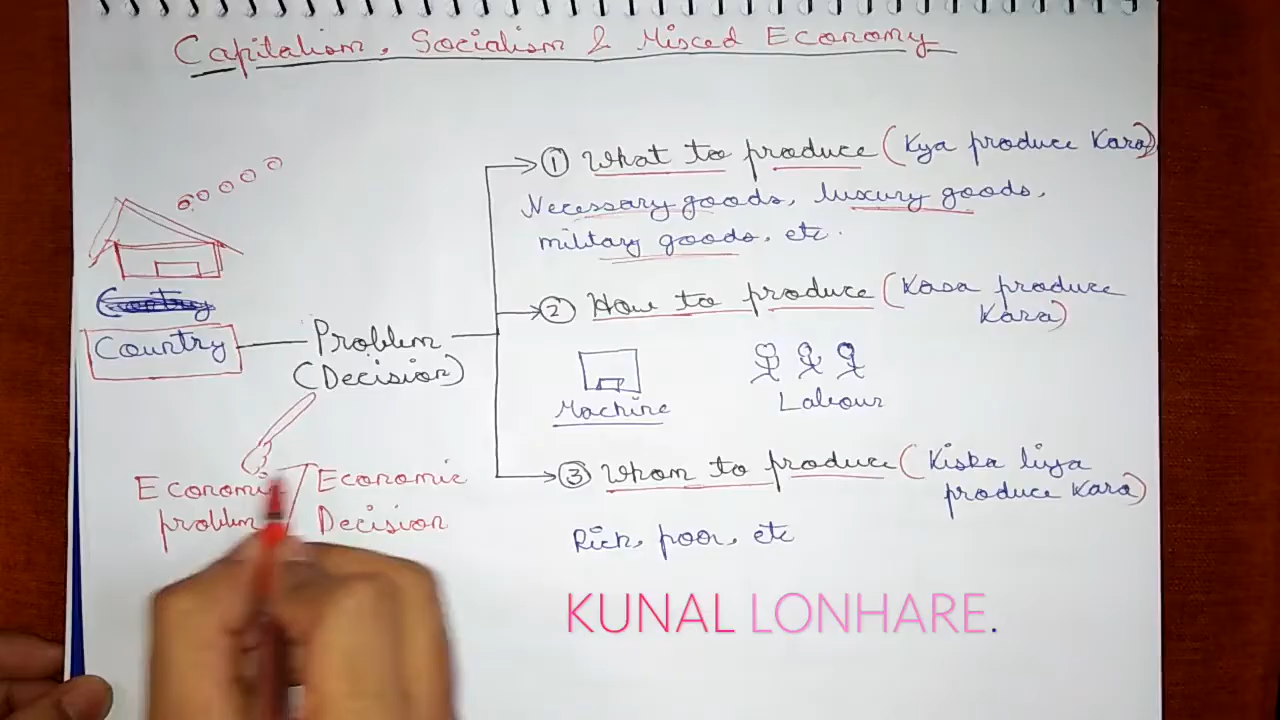 Capitalism, Socialism & Mixed Economy
① What to produce (Kya produce Kara)
Necessary goods, luxury goods,
military goods, etc.
② How to produce (Kasa produce
Kara)
Machine
Labour
③ Whom to produce (Kiska liya
produce Kara)
Rich, poor, etc
Country
Country
Problem
(Decision)
Economic
problem
Economic
Decision
KUNAL LONHARE.